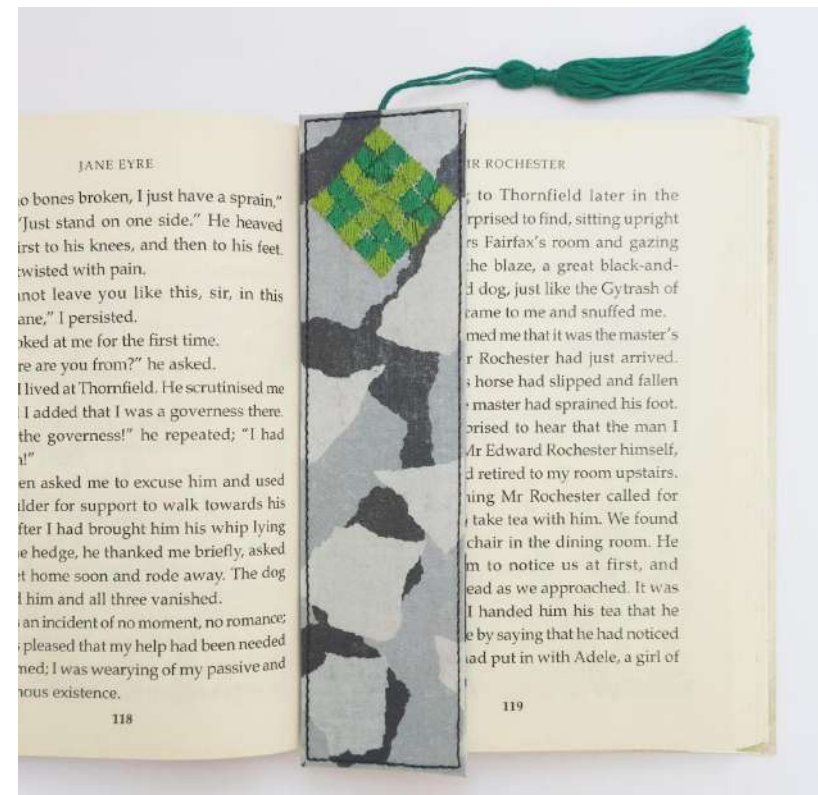 JANE EYRE
o bones broken, I just have a sprain,"
"Just stand on one side." He heaved
irst to his knees, and then to his feet.
twisted with pain.
nnot leave you like this, sir, in this
ane," I persisted.
oked at me for the first time.
re are you from?" he asked.
I lived at Thornfield. He scrutinised me
I added that I was a governess there.
the governess!" he repeated; "I had
!"
en asked me to excuse him and used
ulder for support to walk towards his
fter I had brought him his whip lying
e hedge, he thanked me briefly, asked
t home soon and rode away. The dog
him and all three vanished.
an incident of no moment, no romance;
pleased that my help had been needed
med; I was wearying of my passive and
nous existence.
118
R ROCHESTER
; to Thornfield later in the
rprised to find, sitting upright
rs Fairfax's room and gazing
he blaze, a great black-and-
d dog, just like the Gytrash of
came to me and snuffed me.
med me that it was the master's
r Rochester had just arrived.
s horse had slipped and fallen
master had sprained his foot.
prised to hear that the man I
Mr Edward Rochester himself,
d retired to my room upstairs.
ning Mr Rochester called for
take tea with him. We found
chair in the dining room. He
m to notice us at first, and
ead as we approached. It was
I handed him his tea that he
e by saying that he had noticed
ad put in with Adele, a girl of
119